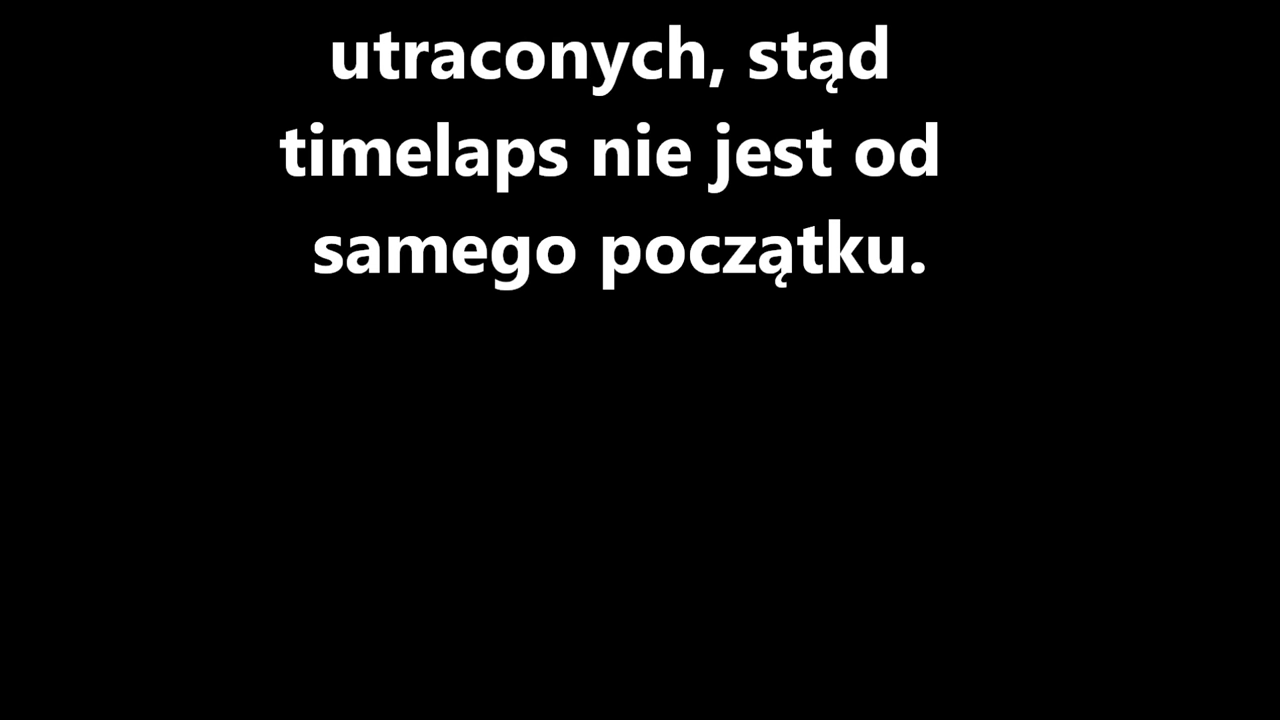 utraconych, stąd
timelaps nie jest od
samego początku.